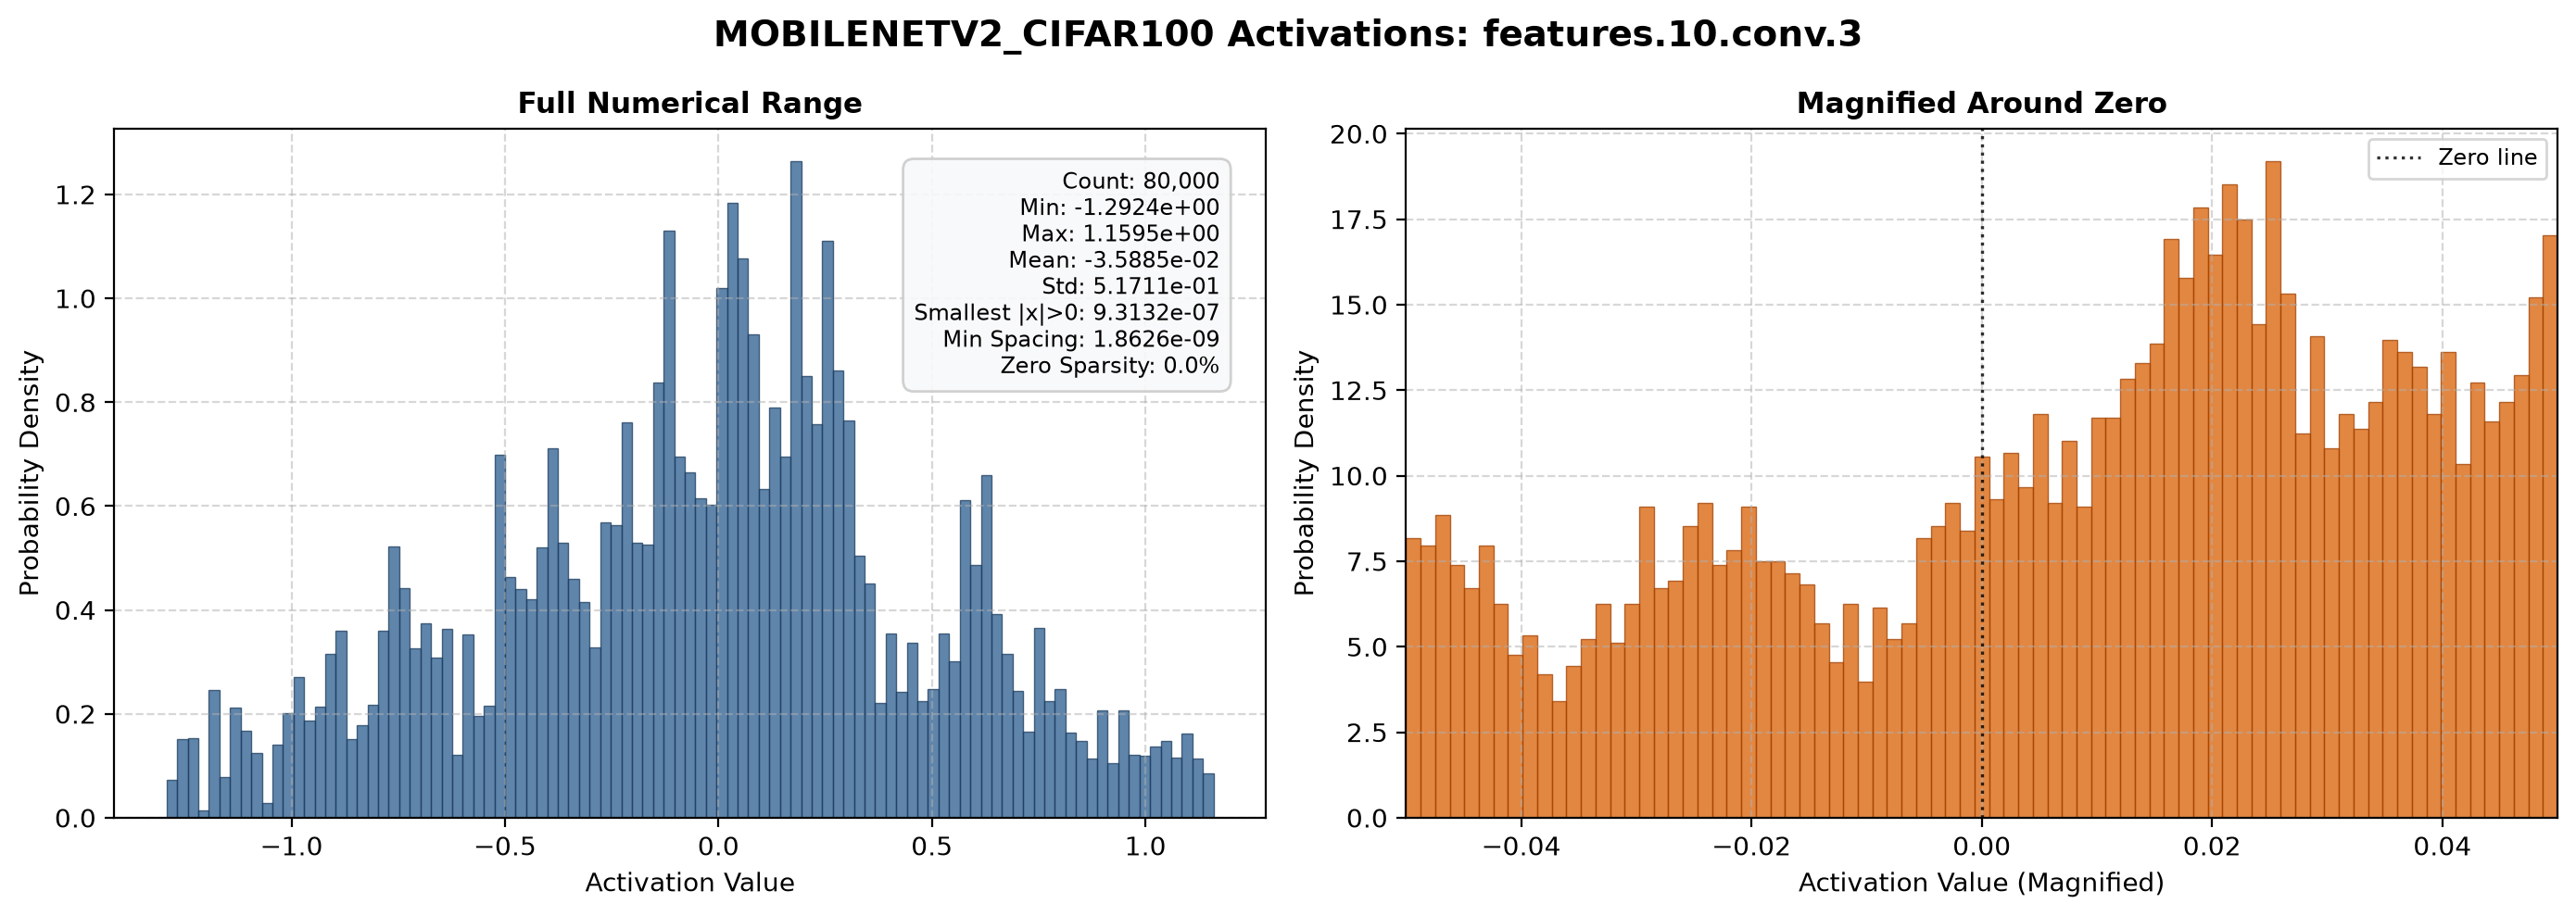 MOBILENETV2_CIFAR100 Activations: features.10.conv.3
Full Numerical Range
Probability Density
1.2
1.0
0.8
0.6
0.4
0.2
0.0
Count: 80,000
Min: -1.2924e+00
Max: 1.1595e+00
Mean: -3.5885e-02
Std: 5.1711e-01
Smallest |x|>0: 9.3132e-07
Min Spacing: 1.8626e-09
Zero Sparsity: 0.0%
−1.0 −0.5 0.0 0.5 1.0
Activation Value
Magnified Around Zero
Probability Density
20.0
17.5
15.0
12.5
10.0
7.5
5.0
2.5
0.0
Zero line
−0.04 −0.02 0.00 0.02 0.04
Activation Value (Magnified)